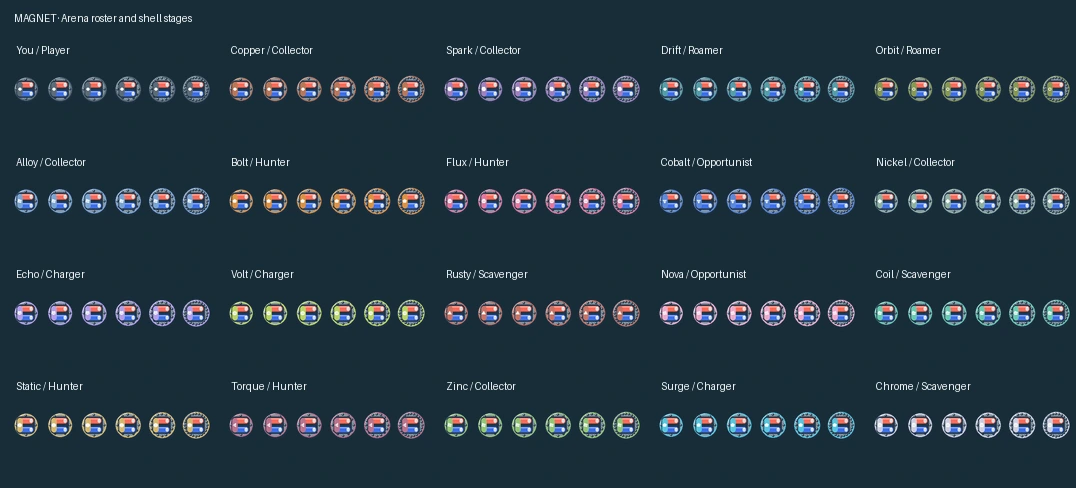 MAGNET · Arena roster and shell stages
You / Player
Copper / Collector
Spark / Collector
Drift / Roamer
Orbit / Roamer
Alloy / Collector
Bolt / Hunter
Flux / Hunter
Cobalt / Opportunist
Nickel / Collector
Echo / Charger
Volt / Charger
Rusty / Scavenger
Nova / Opportunist
Coil / Scavenger
Static / Hunter
Torque / Hunter
Zinc / Collector
Surge / Charger
Chrome / Scavenger